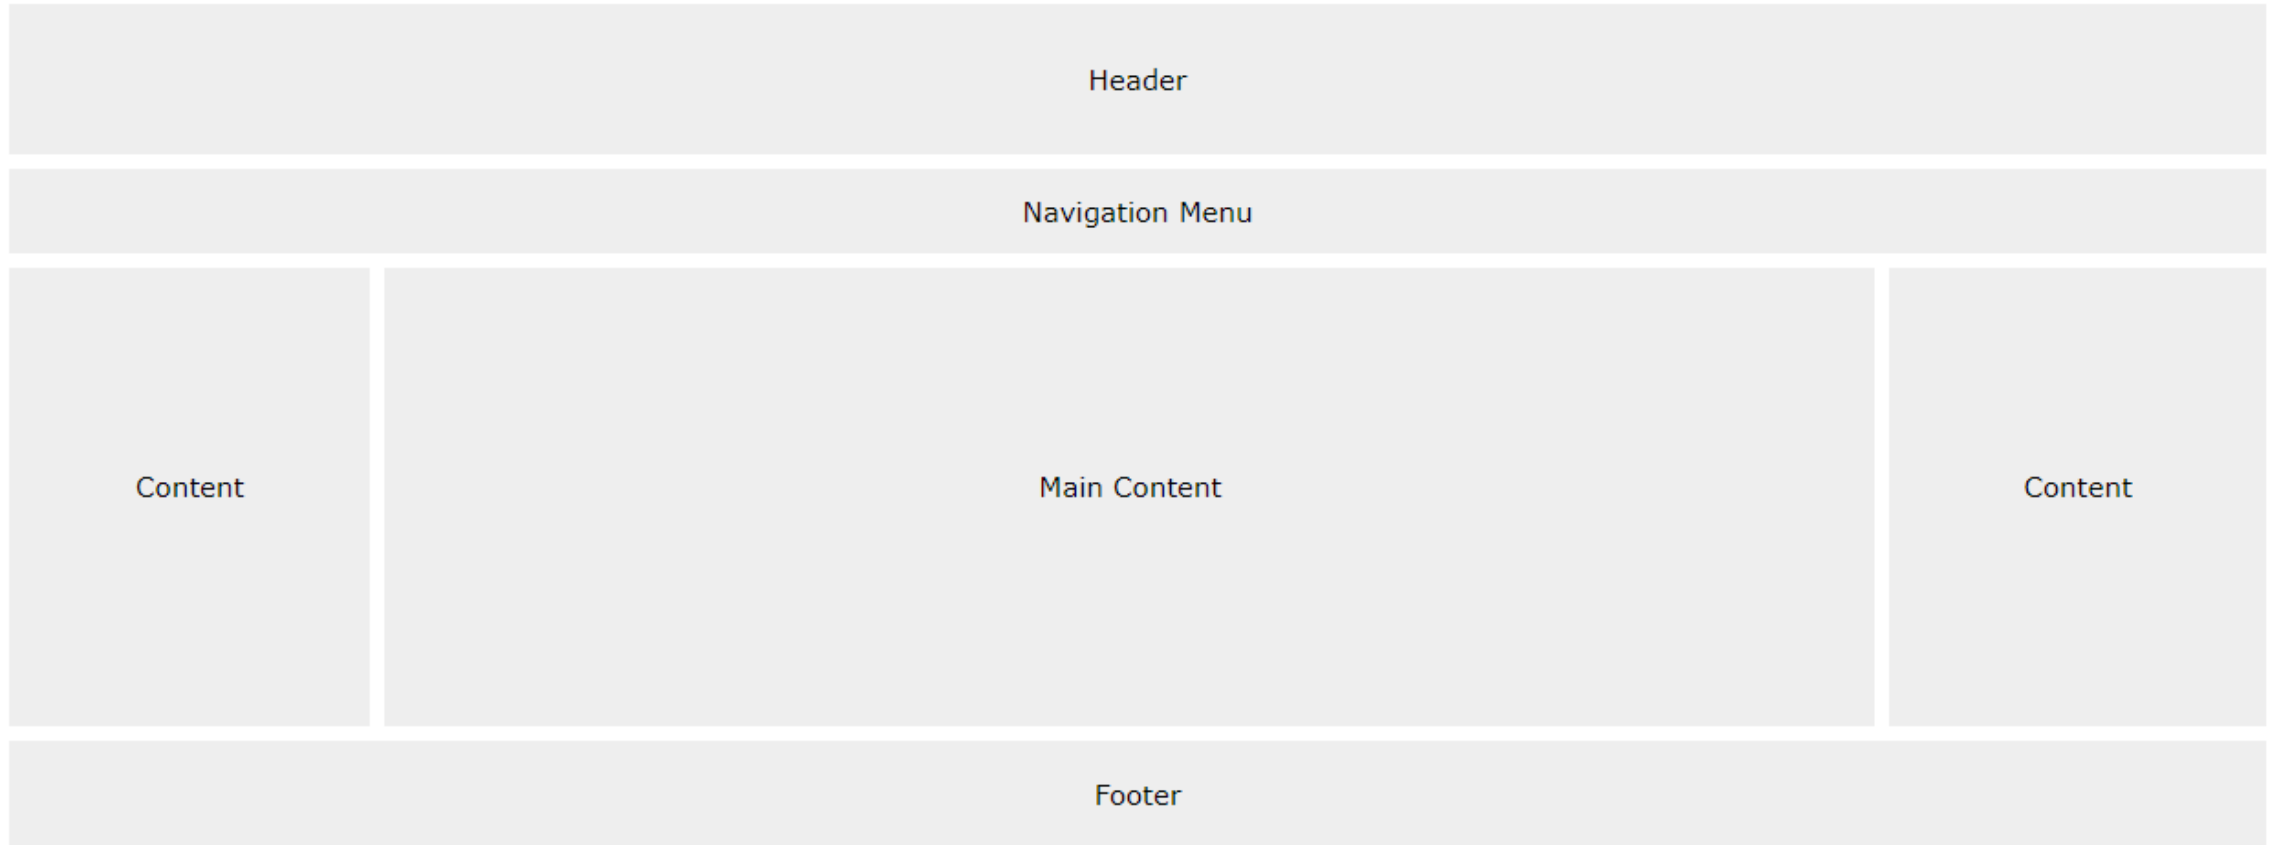 Header
Navigation Menu
Content
Main Content
Content
Footer